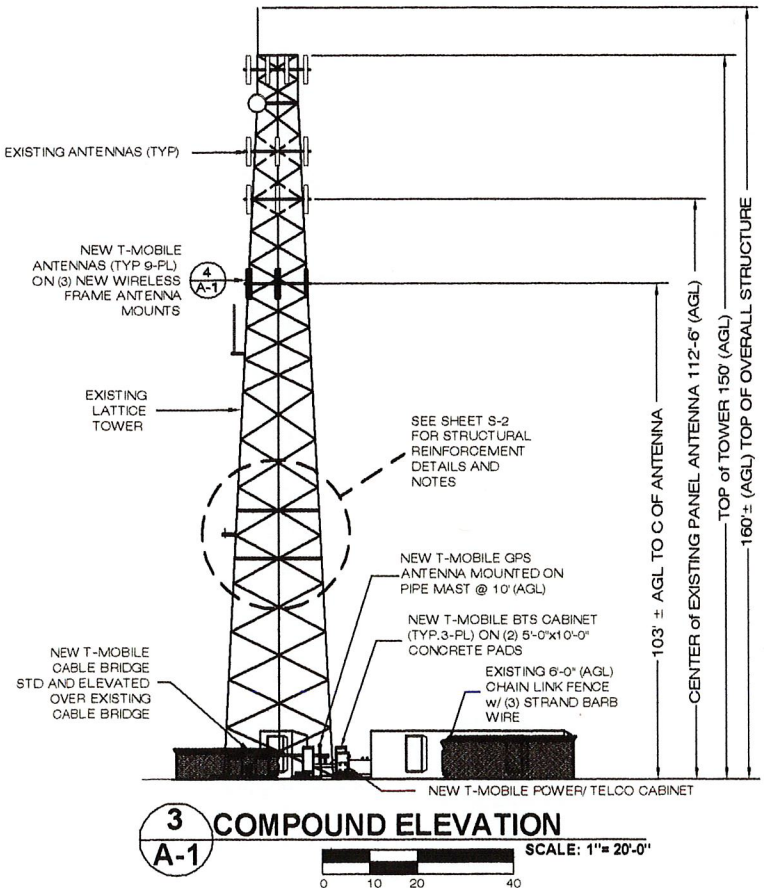 EXISTING ANTENNAS (TYP)
NEW T-MOBILE
ANTENNAS (TYP 9-PL)
ON (3) NEW WIRELESS
FRAME ANTENNA
MOUNTS
4
A-1
EXISTING
LATTICE
TOWER
SEE SHEET S-2
FOR STRUCTURAL
REINFORCEMENT
DETAILS AND
NOTES
NEW T-MOBILE GPS
ANTENNA MOUNTED ON
PIPE MAST @ 10' (AGL)
NEW T-MOBILE BTS CABINET
(TYP.3-PL) ON (2) 5'-0"x10'-0"
CONCRETE PADS
NEW T-MOBILE
CABLE BRIDGE
STD AND ELEVATED
OVER EXISTING
CABLE BRIDGE
EXISTING 6'-0" (AGL)
CHAIN LINK FENCE
w/ (3) STRAND BARB
WIRE
NEW T-MOBILE POWER/ TELCO CABINET
103' ± AGL TO C OF ANTENNA
CENTER of EXISTING PANEL ANTENNA 112'-6" (AGL)
TOP of TOWER 150' (AGL)
160'± (AGL) TOP OF OVERALL STRUCTURE
3
A-1
COMPOUND ELEVATION
SCALE: 1"= 20'-0"
0 10 20 40